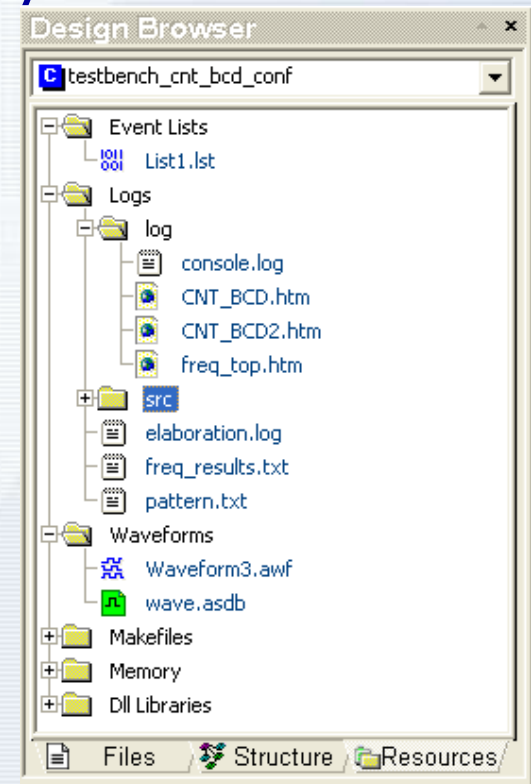 Design Browser
testbench_cnt_bcd_conf
Event Lists
List1.lst
Logs
log
console.log
CNT_BCD.htm
CNT_BCD2.htm
freq_top.htm
src
elaboration.log
freq_results.txt
pattern.txt
Waveforms
Waveform3.awf
wave.asdb
Makefiles
Memory
Dll Libraries
Files Structure Resources